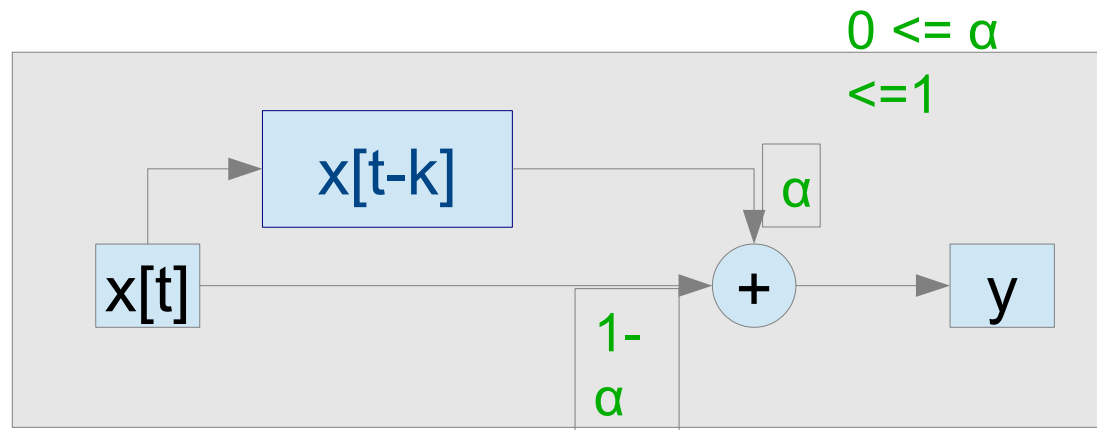 0 <= α
<=1
x[t-k]
α
x[t]
+
y
1-
α